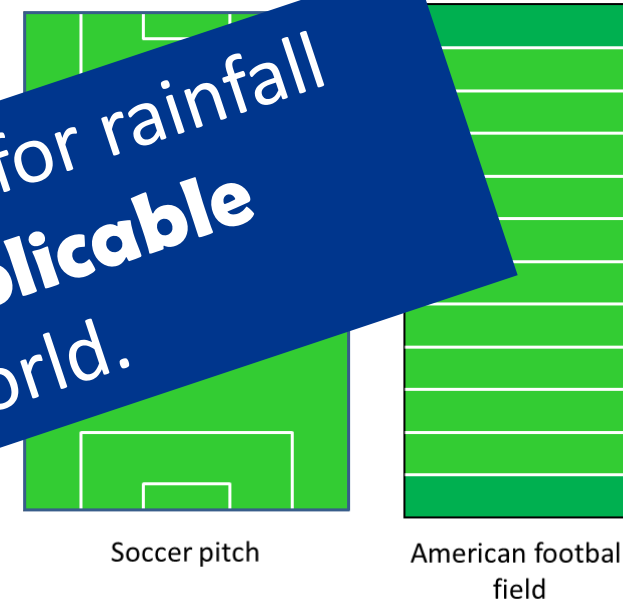 for rainfall
plicable
orld.
Soccer pitch
American footbal
field